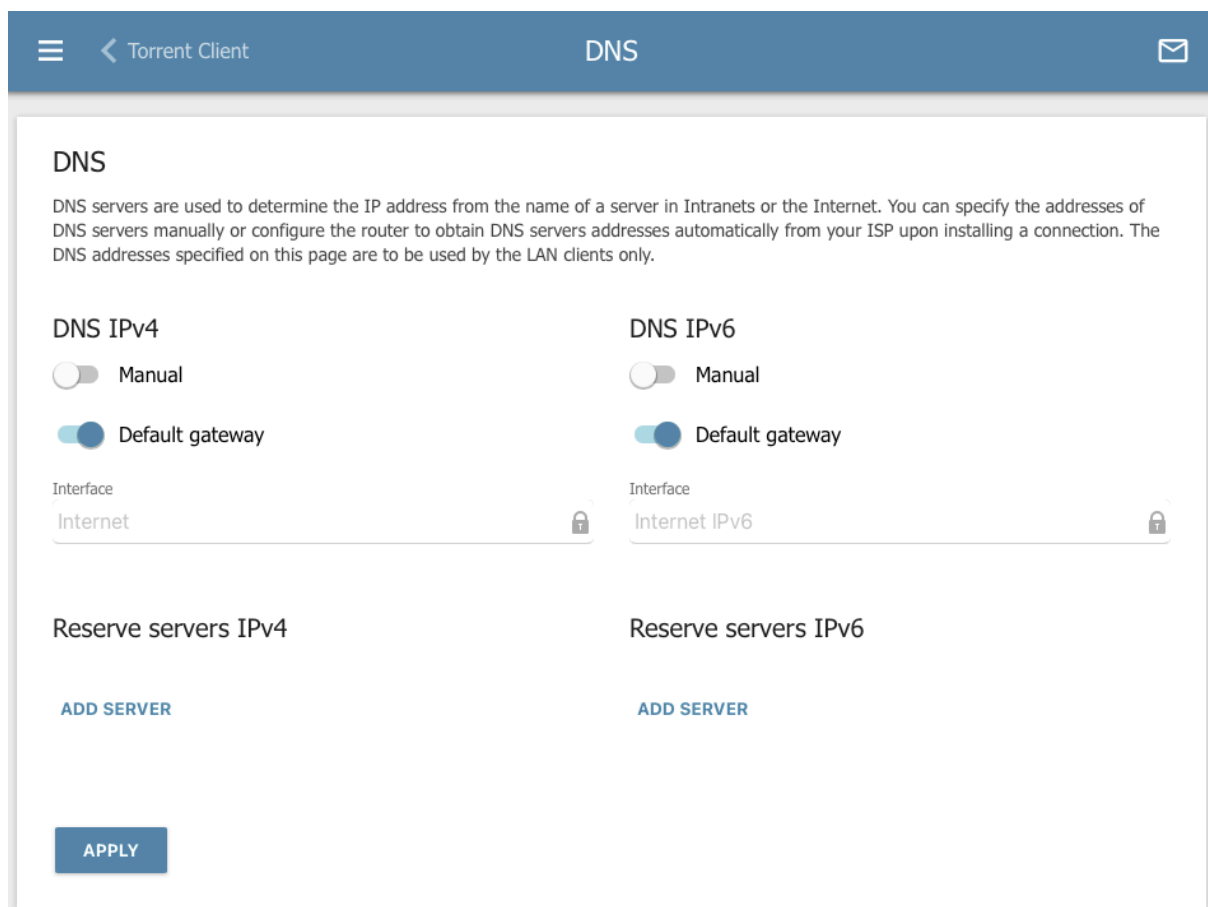 Torrent Client
DNS
DNS
DNS servers are used to determine the IP address from the name of a server in Intranets or the Internet. You can specify the addresses of
DNS servers manually or configure the router to obtain DNS servers addresses automatically from your ISP upon installing a connection. The
DNS addresses specified on this page are to be used by the LAN clients only.
DNS IPv4
Manual
Default gateway
Interface
Internet
Reserve servers IPv4
ADD SERVER
DNS IPv6
Manual
Default gateway
Interface
Internet IPv6
Reserve servers IPv6
ADD SERVER
APPLY